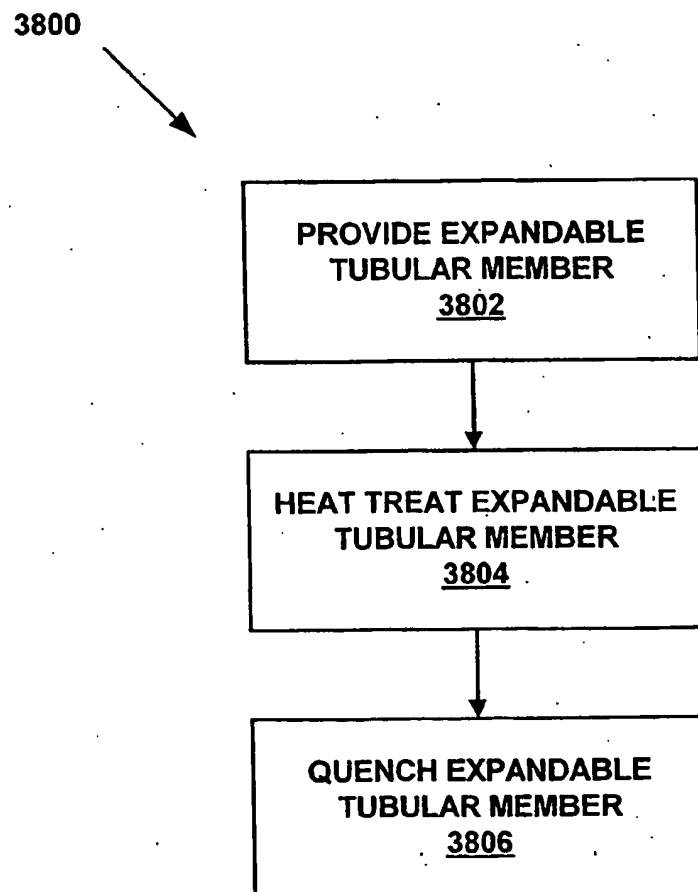 3800
PROVIDE EXPANDABLE
TUBULAR MEMBER
3802
HEAT TREAT EXPANDABLE
TUBULAR MEMBER
3804
QUENCH EXPANDABLE
TUBULAR MEMBER
3806